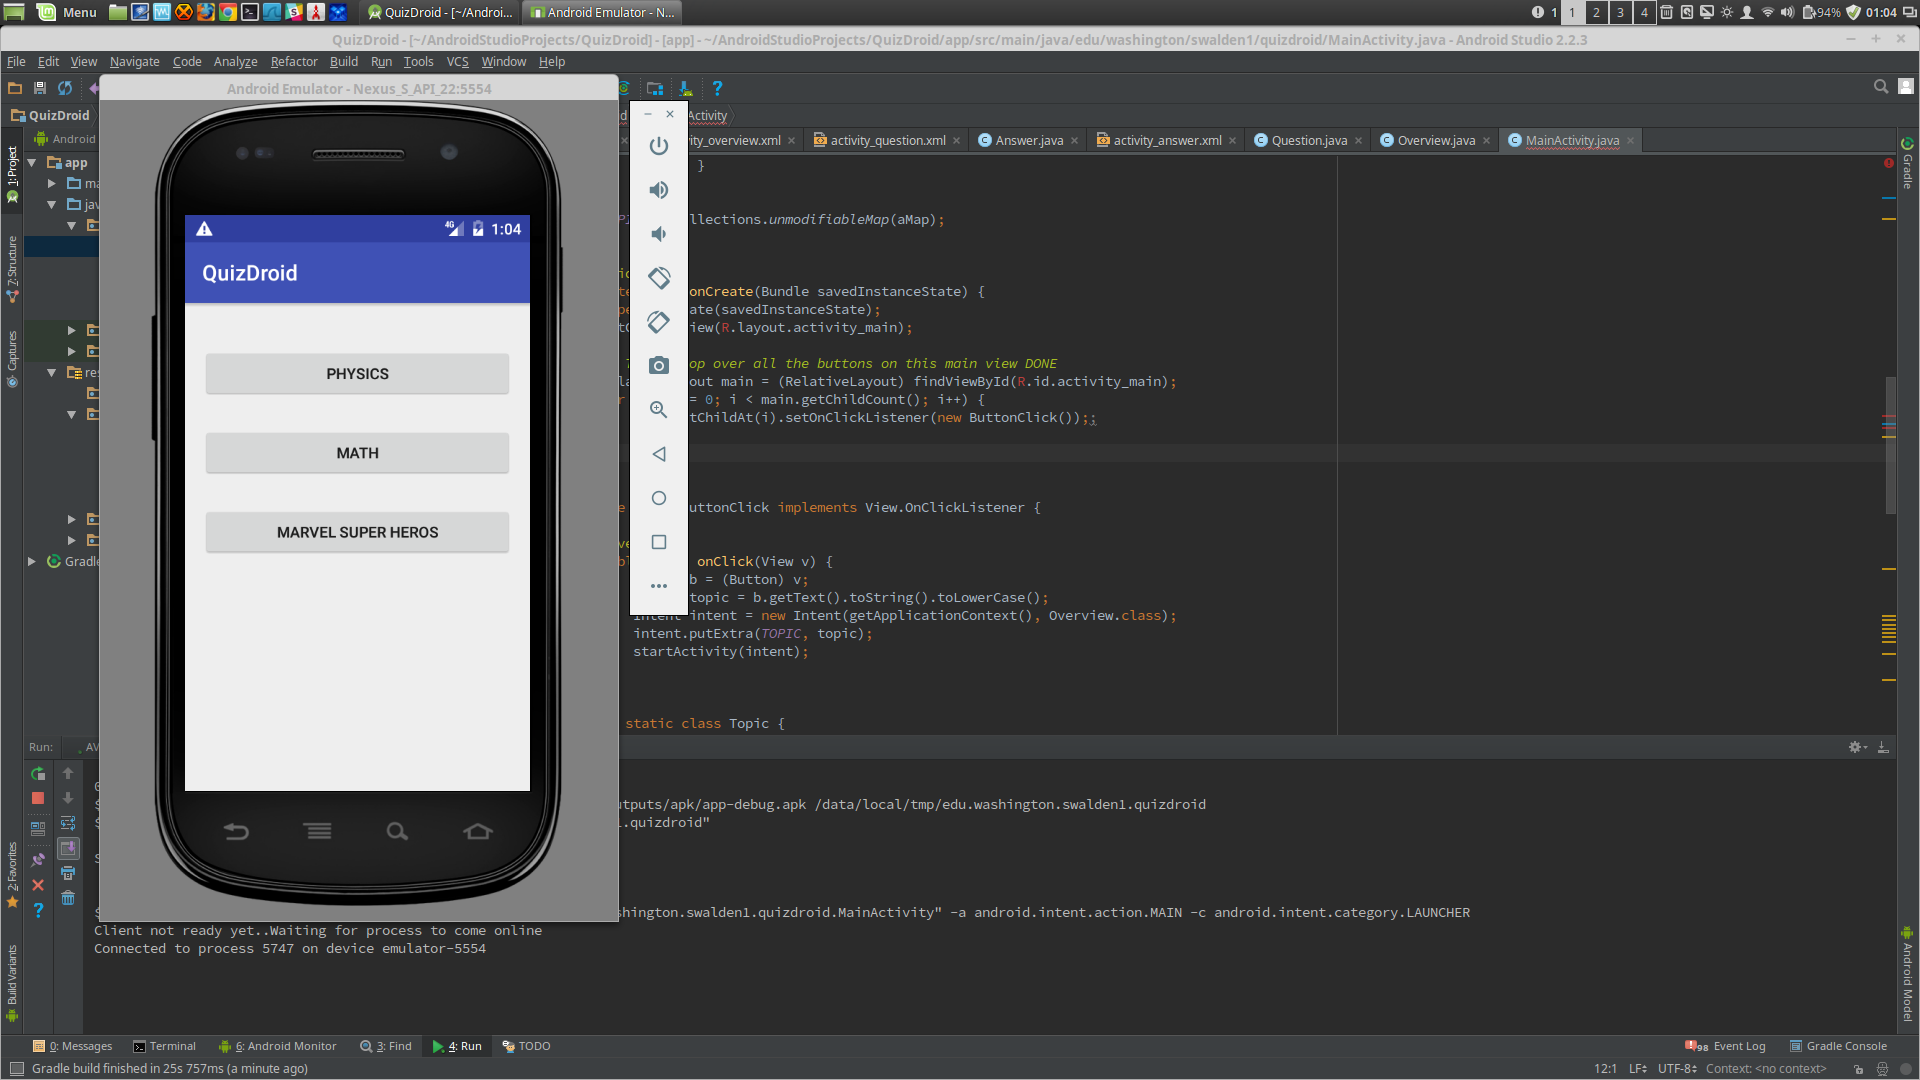 Menu
QuizDroid - [~/Androi...
Android Emulator - N...
1 1 2 3 4 94% 01:04
QuizDroid - [~/AndroidStudioProjects/QuizDroid] - [app] - ~/AndroidStudioProjects/QuizDroid/app/src/main/java/edu/washington/swalden1/quizdroid/MainActivity.java - Android Studio 2.2.3
File Edit View Navigate Code Analyze Refactor Build Run Tools VCS Window Help
Android Emulator - Nexus_S_API_22:5554
QuizDroid
Activity
Android
ity_overview.xml activity_question.xml Answer.java activity_answer.xml Question.java Overview.java MainActivity.java
app
Gradle
1: Project
7: Structure
Captures
2: Favorites
Build Variants
Gradle
Android Model
4G 1:04
QuizDroid
PHYSICS
MATH
MARVEL SUPER HEROS
}
llections.unmodifiableMap(aMap);
onCreate(Bundle savedInstanceState) {
ate(savedInstanceState);
iew(R.layout.activity_main);
op over all the buttons on this main view DONE
out main = (RelativeLayout) findViewById(R.id.activity_main);
= 0; i < main.getChildCount(); i++) {
tChildAt(i).setOnClickListener(new ButtonClick());;
uttonClick implements View.OnClickListener {
onClick(View v) {
b = (Button) v;
topic = b.getText().toString().toLowerCase();
intent = new Intent(getApplicationContext(), Overview.class);
intent.putExtra(TOPIC, topic);
startActivity(intent);
static class Topic {
Run: AV
utputs/apk/app-debug.apk /data/local/tmp/edu.washington.swalden1.quizdroid
.quizdroid"
hington.swalden1.quizdroid.MainActivity" -a android.intent.action.MAIN -c android.intent.category.LAUNCHER
Client not ready yet..Waiting for process to come online
Connected to process 5747 on device emulator-5554
0: Messages Terminal 6: Android Monitor 3: Find 4: Run TODO
98 Event Log Gradle Console
Gradle build finished in 25s 757ms (a minute ago)
12:1 LF UTF-8 Context: <no context>